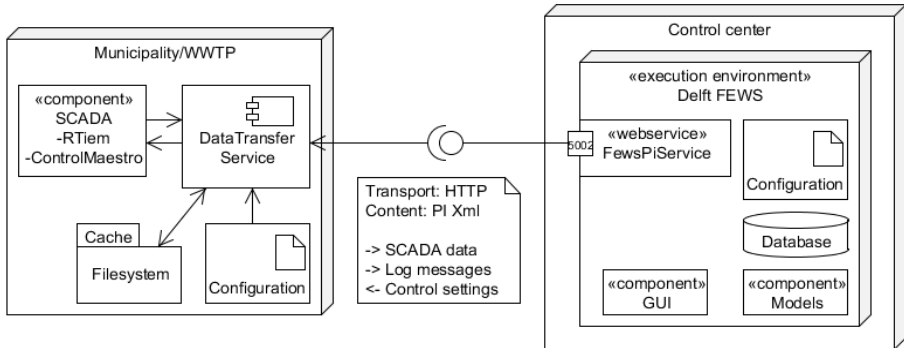 Municipality/WWTP
«component»
SCADA
-RTiem
-ControlMaestro
DataTransfer
Service
Cache
Filesystem
Configuration
Transport: HTTP
Content: PI Xml
-> SCADA data
-> Log messages
<- Control settings
Control center
«execution environment»
Delft FEWS
5002
«webservice»
FewsPiService
Configuration
Database
«component»
GUI
«component»
Models